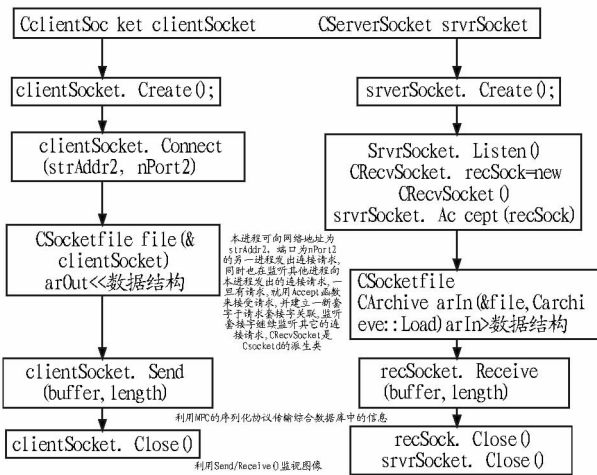 CclientSoc ket clientSocket CServerSocket srvrSocket
clientSocket. Create();
srverSocket. Create();
clientSocket. Connect
(strAddr2, nPort2)
SrvrSocket. Listen()
CRecvSocket. recSock=new
CRecvSocket()
srvrSocket. Ac cept(recSock)
CSocketfile file(&
clientSocket)
arOut<<数据结构
本进程可向网络地址为
strAddr2, 端口为nPort2
的另一进程发出连接请求,
同时也在监听其他进程向
本进程发出的连接请求,一
旦有请求,就用Accept函数
来接受请求,并建立一新套
字于请求套接字关联,监听
套接字继续监听其它的连
接请求,CRecvSocket是
Csocketd的派生类
CSocketfile
CArchive arIn(&file,Carch
ieve::Load)arIn>数据结构
clientSocket. Send
(buffer,length)
recSocket. Receive
(buffer,length)
利用MPC的序列化协议传输综合数据库中的信息
clientSocket. Close()
recSock. Close()
srvrSocket. Close()
利用Send/Receive()监视图像